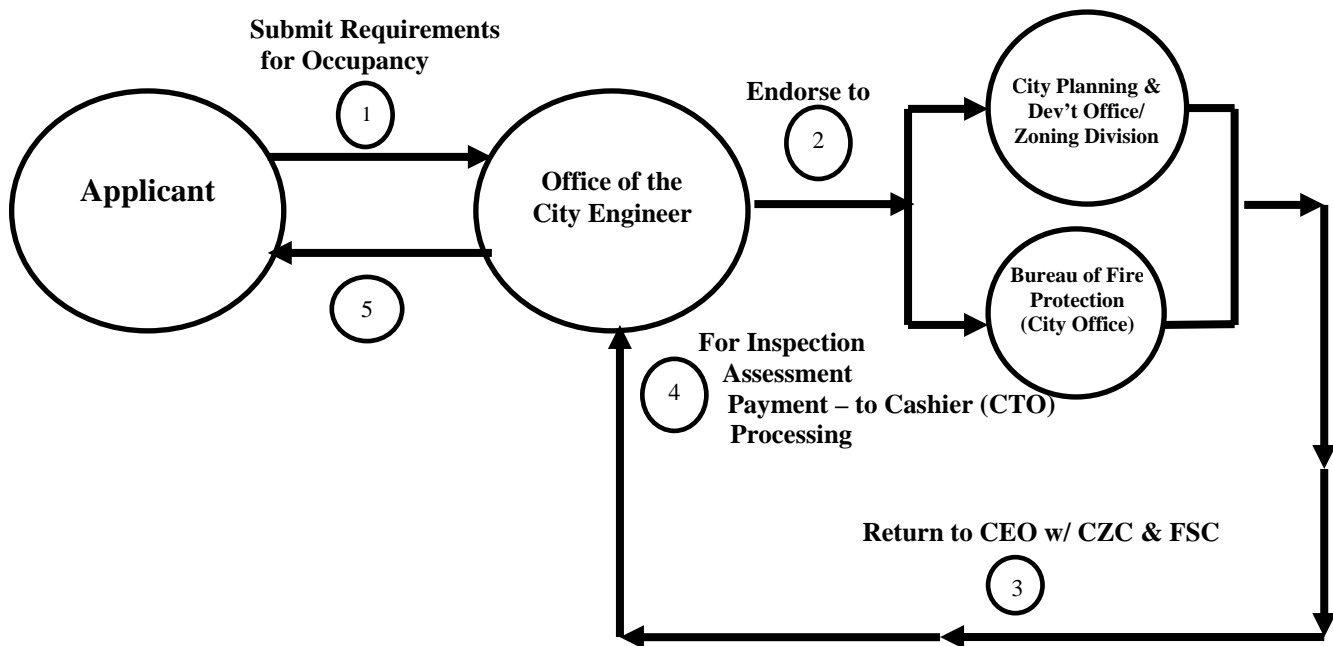 Submit Requirements
for Occupancy
1
Applicant
Office of the
City Engineer
5
Endorse to
2
City Planning &
Dev’t Office/
Zoning Division
Bureau of Fire
Protection
(City Office)
4
For Inspection
Assessment
Payment – to Cashier (CTO)
Processing
Return to CEO w/ CZC & FSC
3